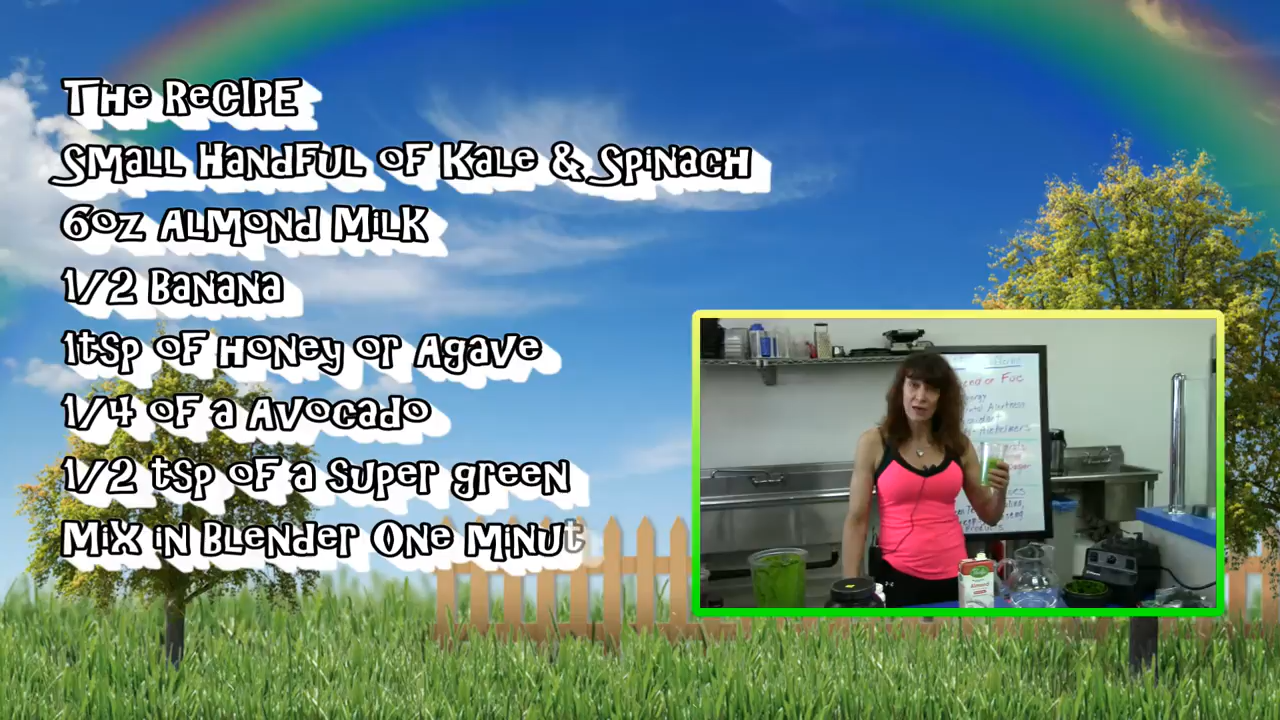 The Recipe
Small Handful of Kale & Spinach
6oz Almond Milk
1/2 Banana
1tsp of Honey or Agave
1/4 of a Avocado
1/2 tsp of a super green
Mix in Blender One Minut
Almond